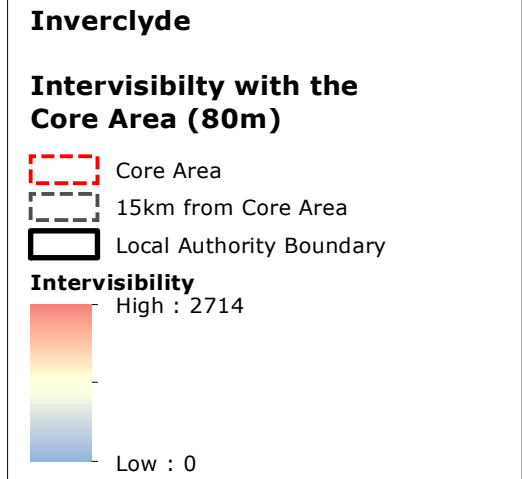 Inverclyde
Intervisibilty with the
Core Area (80m)
Core Area
15km from Core Area
Local Authority Boundary
Intervisibility
High : 2714
Low : 0